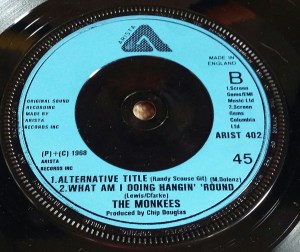 ARISTA
MADE IN
ENGLAND
ORIGINAL SOUND
RECORDING
MADE BY
ARISTA
RECORDS INC
B
1.Screen
Gems/EMI
Music Ltd
2.Screen
Gems
Columbia
Ltd
ARIST 402
(P)+(C) 1968
ARISTA
RECORDS INC
45
1.ALTERNATIVE TITLE (Randy Scouse Git) (M.Dolenz)
2.WHAT AM I DOING HANGIN' 'ROUND
(Lewis/Clarke)
THE MONKEES
Produced by Chip Douglas